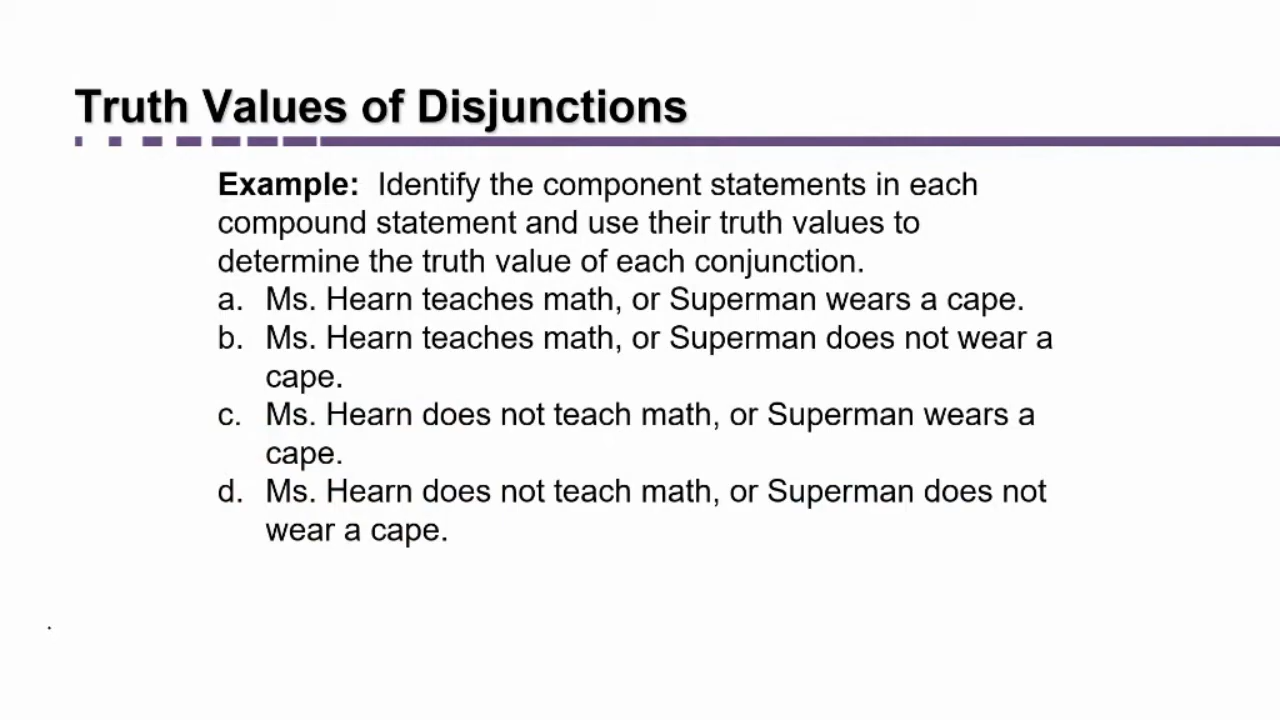 Truth Values of Disjunctions
Example: Identify the component statements in each
compound statement and use their truth values to
determine the truth value of each conjunction.
a. Ms. Hearn teaches math, or Superman wears a cape.
b. Ms. Hearn teaches math, or Superman does not wear a
cape.
c. Ms. Hearn does not teach math, or Superman wears a
cape.
d. Ms. Hearn does not teach math, or Superman does not
wear a cape.
.